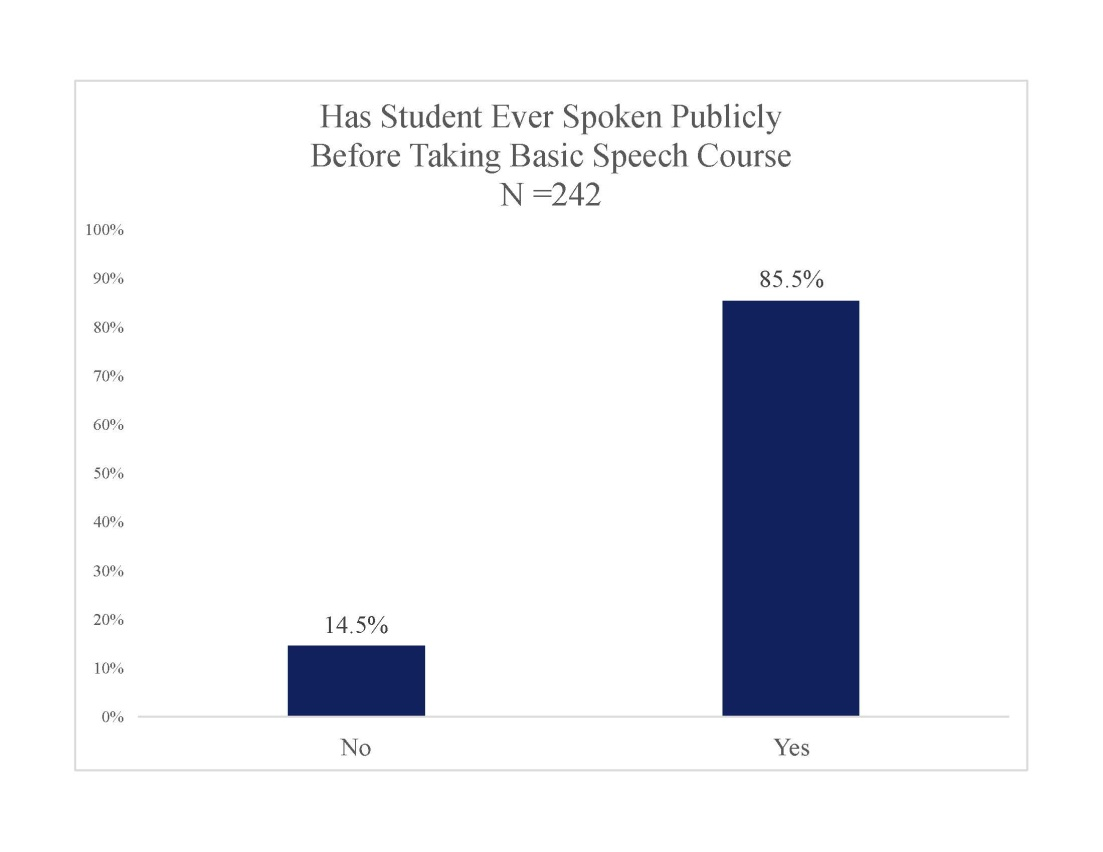 Has Student Ever Spoken Publicly
Before Taking Basic Speech Course
N =242
100%
90%
85.5%
80%
70%
60%
50%
40%
30%
20%
14.5%
10%
0%
No
Yes